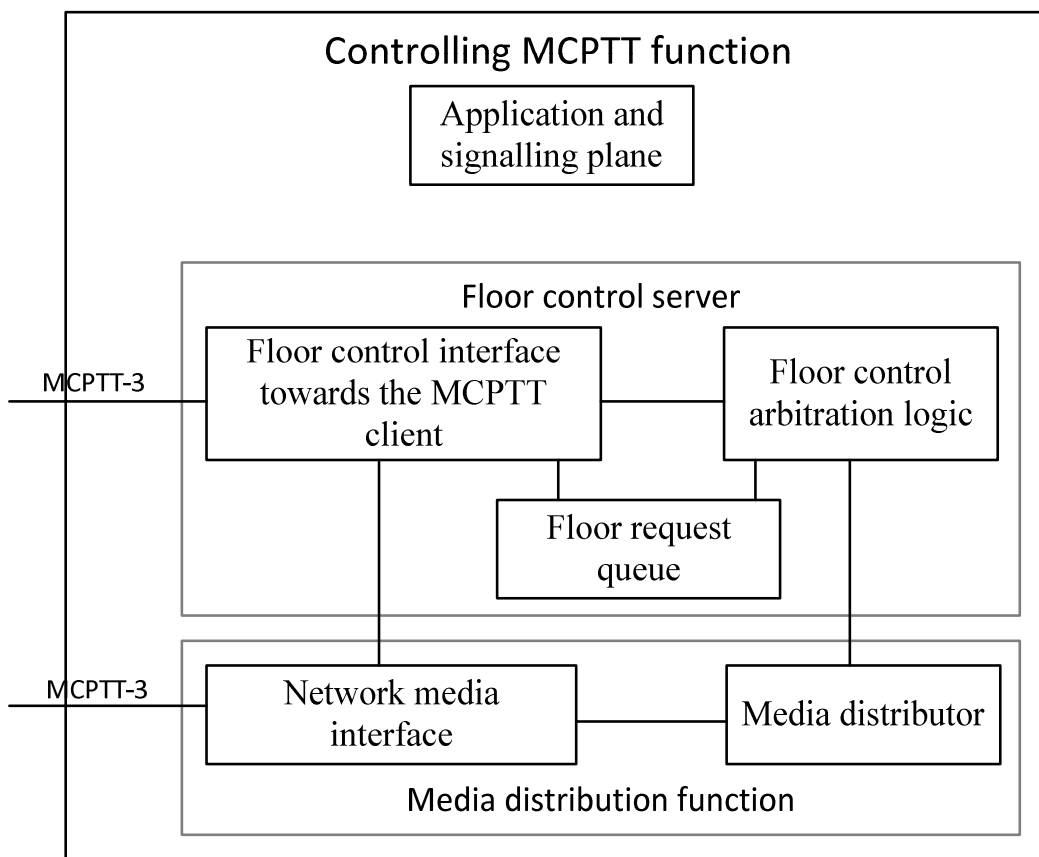 Controlling MCPTT function
Application and
signalling plane
Floor control server
MCPTT-3
Floor control interface
towards the MCPTT
client
Floor control
arbitration logic
Floor request
queue
MCPTT-3
Network media
interface
Media distributor
Media distribution function